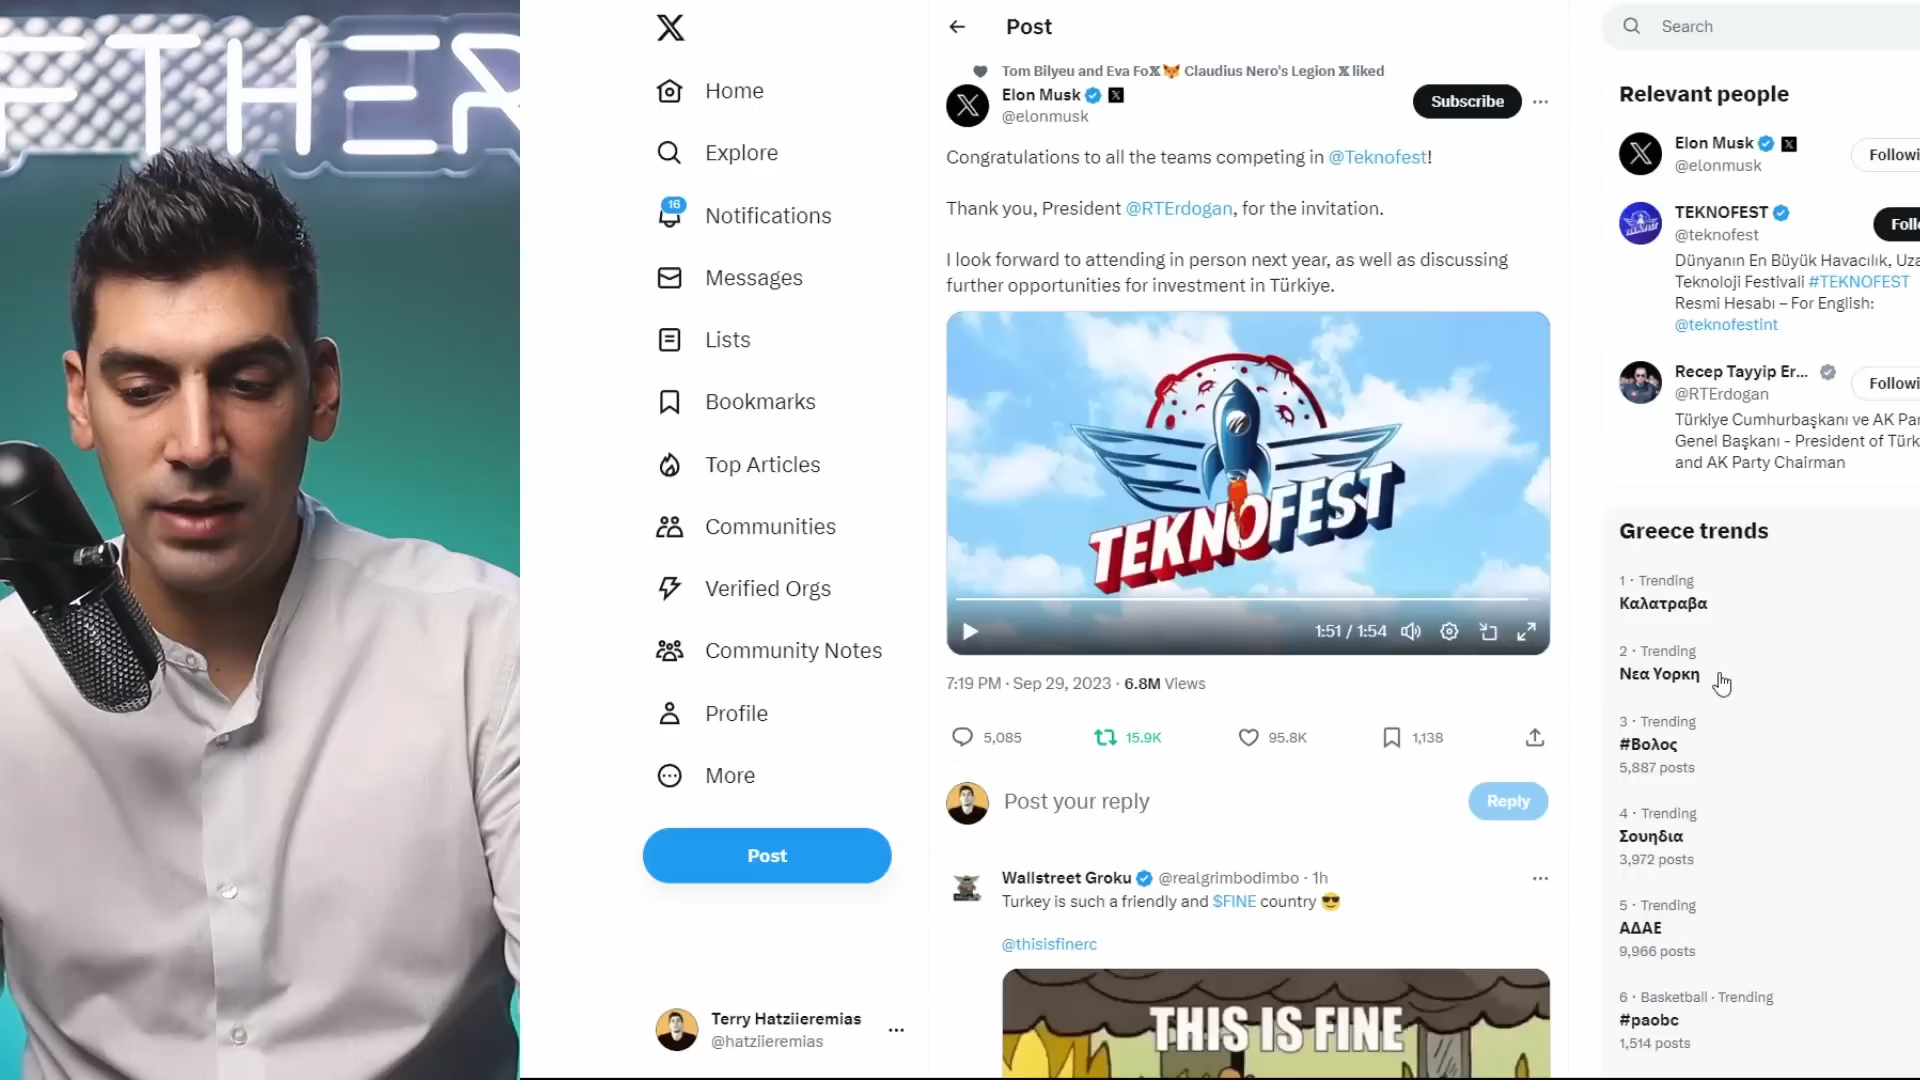 FTHER
X
Home
Explore
16
Notifications
Messages
Lists
Bookmarks
Top Articles
Communities
Verified Orgs
Community Notes
Profile
More
Post
Terry Hatziieremias
@hatziieremias
Post
Tom Bilyeu and Eva Fo𝕏🦊 Claudius Nero's Legion 𝕏 liked
Elon Musk
@elonmusk
Subscribe
Congratulations to all the teams competing in @Teknofest!
Thank you, President @RTErdogan, for the invitation.
I look forward to attending in person next year, as well as discussing
further opportunities for investment in Türkiye.
TEKNOFEST
1:51 / 1:54
7:19 PM · Sep 29, 2023 · 6.8M Views
5,085 15.9K 95.8K 1,138
Post your reply
Reply
Wallstreet Groku @realgrimbodimbo · 1h
Turkey is such a friendly and $FINE country 😎
@thisisfinerc
THIS IS FINE
Search
Relevant people
Elon Musk
@elonmusk
Followi
TEKNOFEST
@teknofest
Foll
Dünyanın En Büyük Havacılık, Uza
Teknoloji Festivali #TEKNOFEST
Resmi Hesabı – For English:
@teknofestint
Recep Tayyip Er...
@RTErdogan
Followi
Türkiye Cumhurbaşkanı ve AK Par
Genel Başkanı - President of Türk
and AK Party Chairman
Greece trends
1 · Trending
Καλατραβα
2 · Trending
Νεα Υορκη
3 · Trending
#Βολος
5,887 posts
4 · Trending
Σουηδια
3,972 posts
5 · Trending
ΑΔΑΕ
9,966 posts
6 · Basketball · Trending
#paobc
1,514 posts